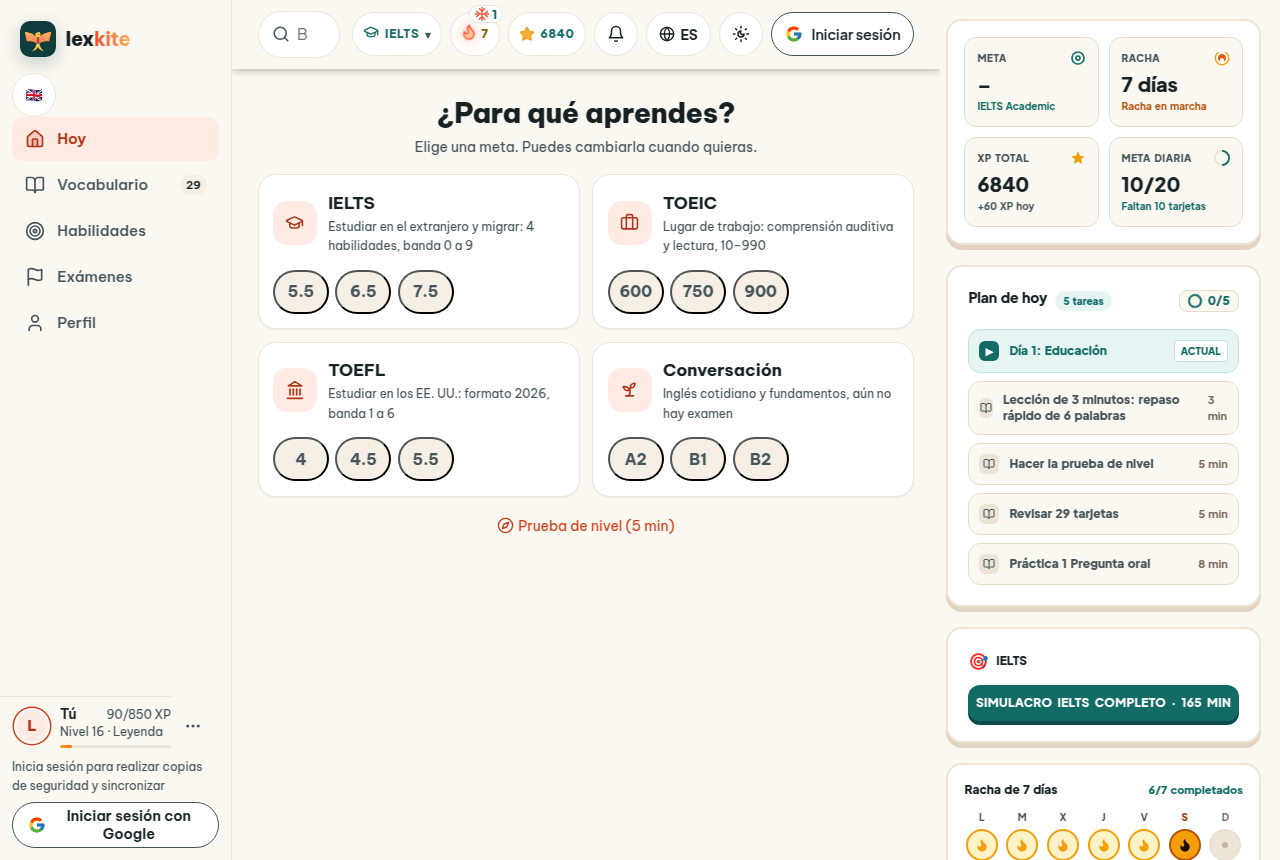 lexkite
Hoy
Vocabulario 29
Habilidades
Exámenes
Perfil
L
Tú 90/850 XP
Nivel 16 · Leyenda
Inicia sesión para realizar copias
de seguridad y sincronizar
Iniciar sesión con
Google
B
IELTS ▾
1
7
6840
ES
Iniciar sesión
¿Para qué aprendes?
Elige una meta. Puedes cambiarla cuando quieras.
IELTS
Estudiar en el extranjero y migrar: 4
habilidades, banda 0 a 9
5.5 6.5 7.5
TOEIC
Lugar de trabajo: comprensión auditiva
y lectura, 10–990
600 750 900
TOEFL
Estudiar en los EE. UU.: formato 2026,
banda 1 a 6
4 4.5 5.5
Conversación
Inglés cotidiano y fundamentos, aún no
hay examen
A2 B1 B2
Prueba de nivel (5 min)
META
–
IELTS Academic
RACHA
7 días
Racha en marcha
XP TOTAL
6840
+60 XP hoy
META DIARIA
10/20
Faltan 10 tarjetas
Plan de hoy 5 tareas 0/5
Día 1: Educación ACTUAL
Lección de 3 minutos: repaso
rápido de 6 palabras
3
min
Hacer la prueba de nivel 5 min
Revisar 29 tarjetas 5 min
Práctica 1 Pregunta oral 8 min
IELTS
SIMULACRO IELTS COMPLETO · 165 MIN
Racha de 7 días 6/7 completados
L M X J V S D